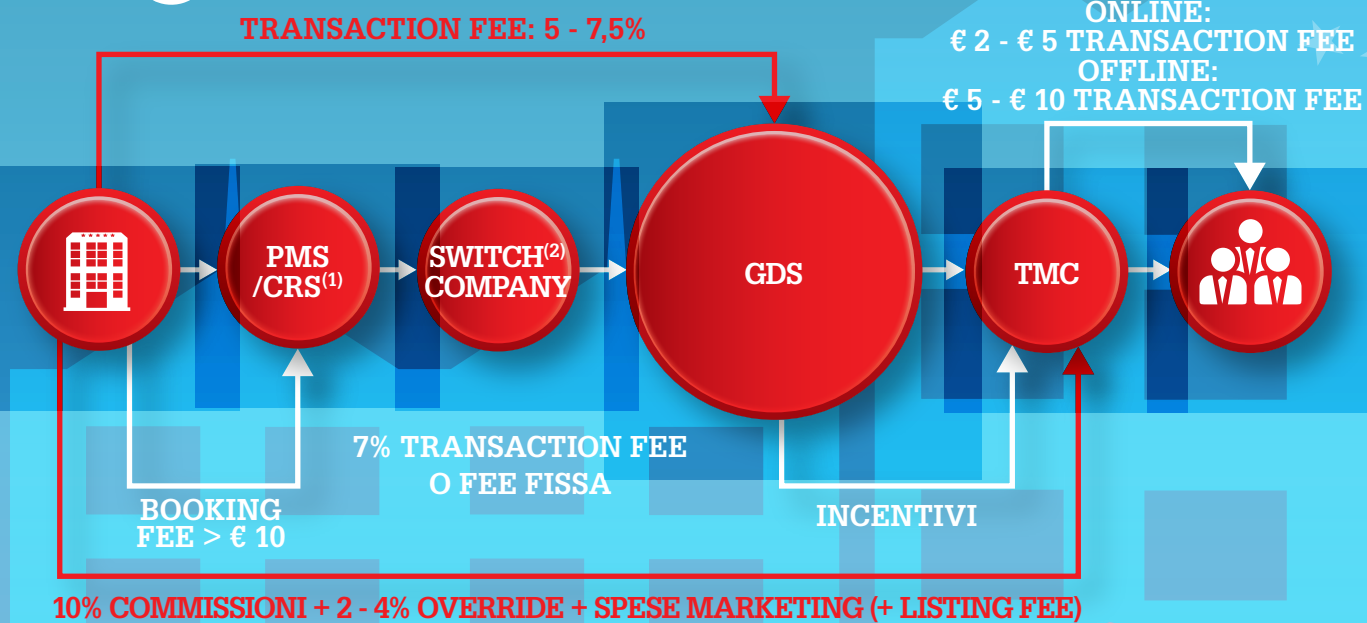 TRANSACTION FEE: 5 - 7,5%
ONLINE:
€ 2 - € 5 TRANSACTION FEE
OFFLINE:
€ 5 - € 10 TRANSACTION FEE
PMS
/CRS(1)
SWITCH(2)
COMPANY
GDS
TMC
7% TRANSACTION FEE
O FEE FISSA
BOOKING
FEE > € 10
INCENTIVI
10% COMMISSIONI + 2 - 4% OVERRIDE + SPESE MARKETING (+ LISTING FEE)